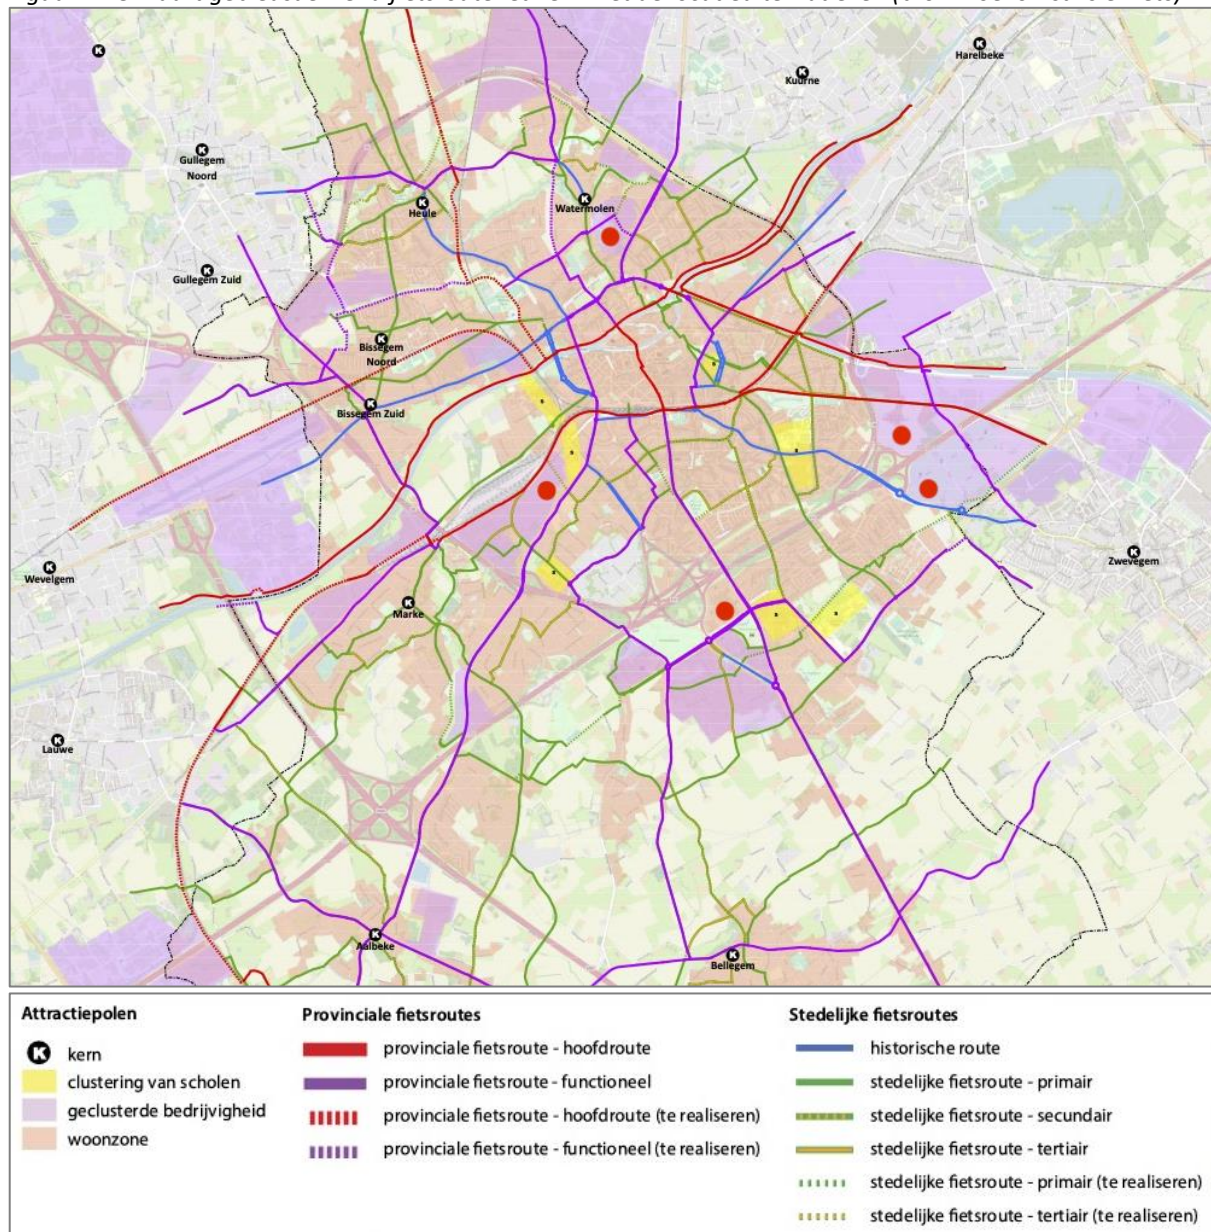 K
Harelbeke
K
Kuurne
K
K
Gullegem
Noord
K
Watermolen
K
Heule
K
Gullegem Zuid
K
Bissegem
Noord
K
Bissegem Zuid
K
Zwevegem
K
Wevelgem
K
Marke
K
Lauwe
K
Aalbeke
K
Bellegem
Attractiepolen
K kern
clustering van scholen
geclusterde bedrijvigheid
woonzone
Provinciale fietsroutes
provinciale fietsroute - hoofdroute
provinciale fietsroute - functioneel
provinciale fietsroute - hoofdroute (te realiseren)
provinciale fietsroute - functioneel (te realiseren)
Stedelijke fietsroutes
historische route
stedelijke fietsroute - primair
stedelijke fietsroute - secundair
stedelijke fietsroute - tertiair
stedelijke fietsroute - primair (te realiseren)
stedelijke fietsroute - tertiair (te realiseren)